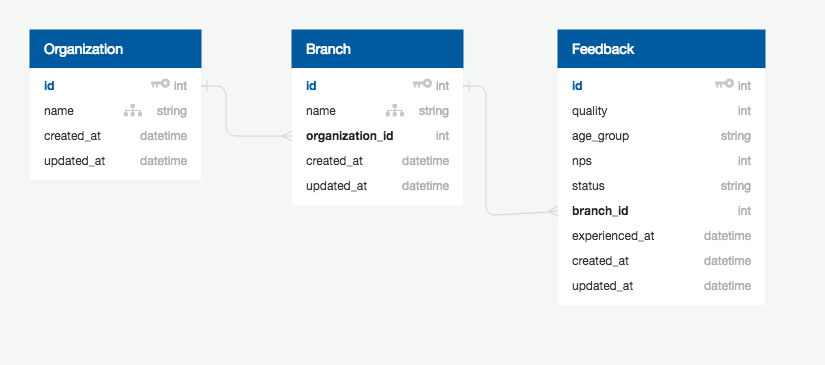 Organization
id int
name string
created_at datetime
updated_at datetime
Branch
id int
name string
organization_id int
created_at datetime
updated_at datetime
Feedback
id int
quality int
age_group string
nps int
status string
branch_id int
experienced_at datetime
created_at datetime
updated_at datetime